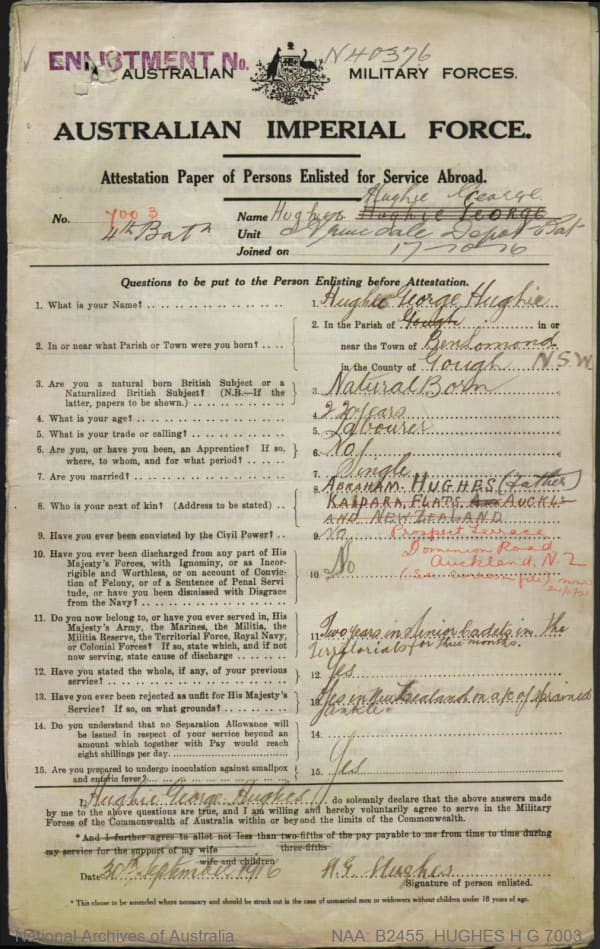 ENLISTMENT No. N40376
AUSTRALIAN MILITARY FORCES.
AUSTRALIAN IMPERIAL FORCE.
Attestation Paper of Persons Enlisted for Service Abroad.
Hughie George
No. 7003 Name Hughes Hughie George
4th Batn Unit Depot Bat
Joined on 17-10-16
Questions to be put to the Person Enlisting before Attestation.
1. What is your Name? 1. Hughie George Hughie
2. In or near what Parish or Town were you born? 2. In the Parish of Gough in or
near the Town of Benlomond
in the County of Gough N.S.W
3. Are you a natural born British Subject or a
Naturalized British Subject? (N.B.—If the
latter, papers to be shown.) 3. Natural Born
4. What is your age? 4. 22 years
5. What is your trade or calling? 5. Labourer
6. Are you, or have you been, an Apprentice? If so,
where, to whom, and for what period? 6. No
7. Are you married? 7. Single
8. Who is your next of kin? (Address to be stated) 8. ABRAHAM. HUGHES (Father)
KAIPARA. FLATS. AUCKL-
AND NEW ZEALAND
9. Have you ever been convicted by the Civil Power? 9. No Prospect Terrace
Dominion Road
Auckland, N Z
10. Have you ever been discharged from any part of His
Majesty's Forces, with Ignominy, or as Incor-
rigible and Worthless, or on account of Convic-
tion of Felony, or of a Sentence of Penal Servi
tude, or have you been dismissed with Disgrace
from the Navy? 10. No
11. Do you now belong to, or have you ever served in, His
Majesty's Army, the Marines, the Militia, the
Militia Reserve, the Territorial Force, Royal Navy,
or Colonial Forces? If so, state which, and if not
now serving, state cause of discharge 11. Two years in Senior Cadets in the
Territorials for three months.
12. Have you stated the whole, if any, of your previous
service? 12. Yes
13. Have you ever been rejected as unfit for His Majesty's
Service? If so, on what grounds? 13. Yes in New Zealand on a/c of sprained
ankle.
14. Do you understand that no Separation Allowance will
be issued in respect of your service beyond an
amount which together with Pay would reach
eight shillings per day. 14.
15. Are you prepared to undergo inoculation against smallpox
and enteric fever? 15. Yes
I, Hughie George Hughes do solemnly declare that the above answers made
by me to the above questions are true, and I am willing and hereby voluntarily agree to serve in the Military
Forces of the Commonwealth of Australia within or beyond the limits of the Commonwealth.
*And I further agree to allot not less than two-fifths of the pay payable to me from time to time during
three-fifths
my service for the support of my wife
wife and children
Date 30th September 1916 H.G. Hughes
Signature of person enlisted.
* This clause to be amended where necessary and should be struck out in the case of unmarried men or widowers without children under 18 years of age.
National Archives of Australia NAA: B2455, HUGHES H G 7003